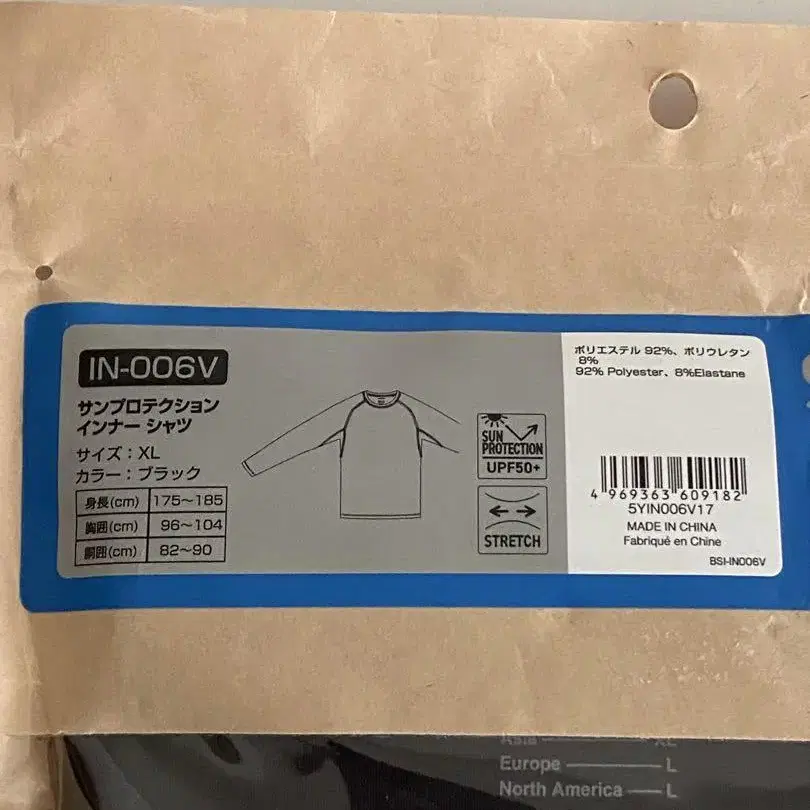 IN-006V
サンプロテクション
インナー シャツ
サイズ：XL
カラー：ブラック
身長(cm) 175〜185
胸囲(cm) 96〜104
胴囲(cm) 82〜90
SUN
PROTECTION
UPF50+
STRETCH
ポリエステル 92%、ポリウレタン
8%
92% Polyester、8%Elastane
4 969363 609182
5YIN006V17
MADE IN CHINA
Fabriqué en Chine
BSI-IN006V
Asia XL
Europe L
North America L